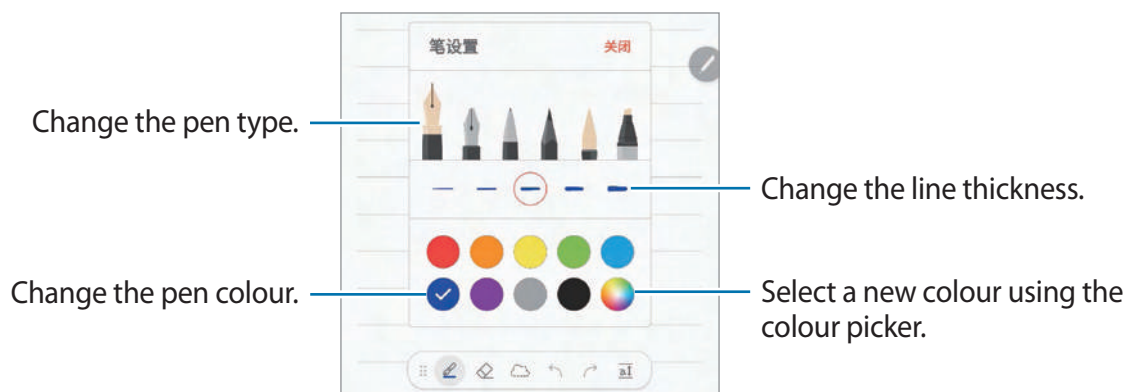 笔设置
关闭
Change the pen type.
Change the line thickness.
Change the pen colour.
Select a new colour using the
colour picker.
aI